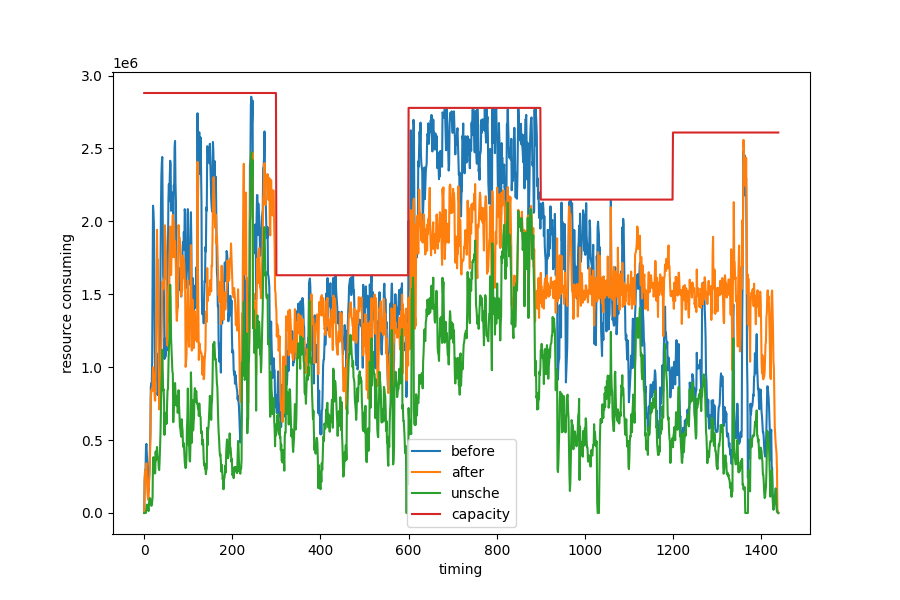 1e6
3.0
2.5
2.0
1.5
1.0
0.5
0.0
resource consuming
before
after
unsche
capacity
0 200 400 600 800 1000 1200 1400
timing